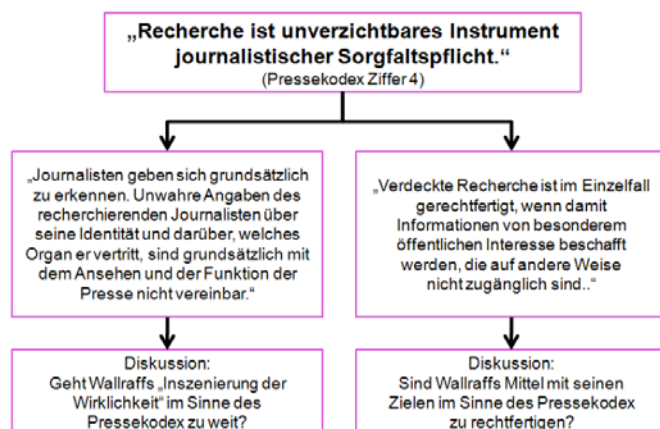 „Recherche ist unverzichtbares Instrument
journalistischer Sorgfaltspflicht.“
(Pressekodex Ziffer 4)
„Journalisten geben sich grundsätzlich
zu erkennen. Unwahre Angaben des
recherchierenden Journalisten über
seine Identität und darüber, welches
Organ er vertritt, sind grundsätzlich mit
dem Ansehen und der Funktion der
Presse nicht vereinbar.“
„Verdeckte Recherche ist im Einzelfall
gerechtfertigt, wenn damit
Informationen von besonderem
öffentlichen Interesse beschafft
werden, die auf andere Weise
nicht zugänglich sind..“
Diskussion:
Geht Wallraffs „Inszenierung der
Wirklichkeit“ im Sinne des
Pressekodex zu weit?
Diskussion:
Sind Wallraffs Mittel mit seinen
Zielen im Sinne des Pressekodex
zu rechtfertigen?